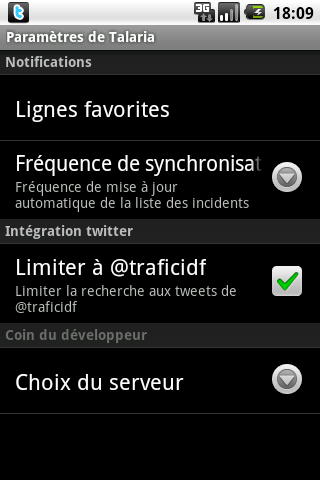 3G 18:09
Paramètres de Talaria
Notifications
Lignes favorites
Fréquence de synchronisat
Fréquence de mise à jour
automatique de la liste des incidents
Intégration twitter
Limiter à @traficidf
Limiter la recherche aux tweets de
@traficidf
Coin du développeur
Choix du serveur